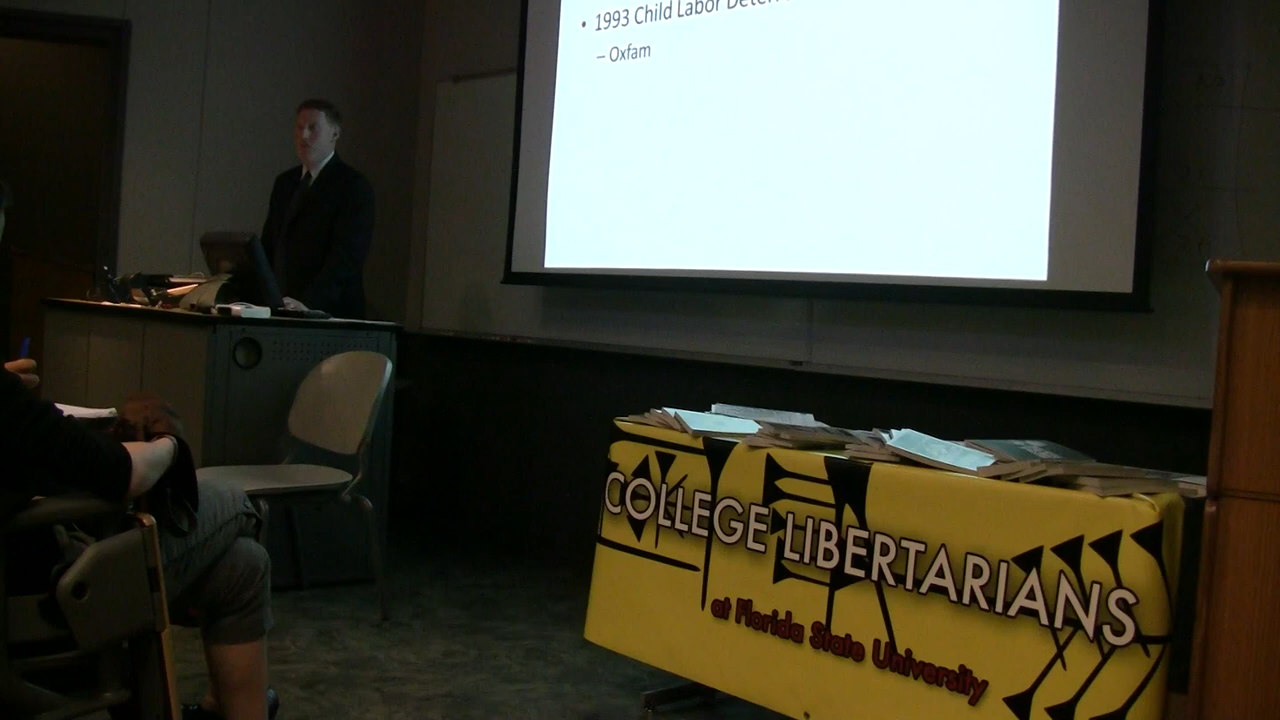 • 1993 Child Labor
– Oxfam
COLLEGE LIBERTARIANS
at Florida State University